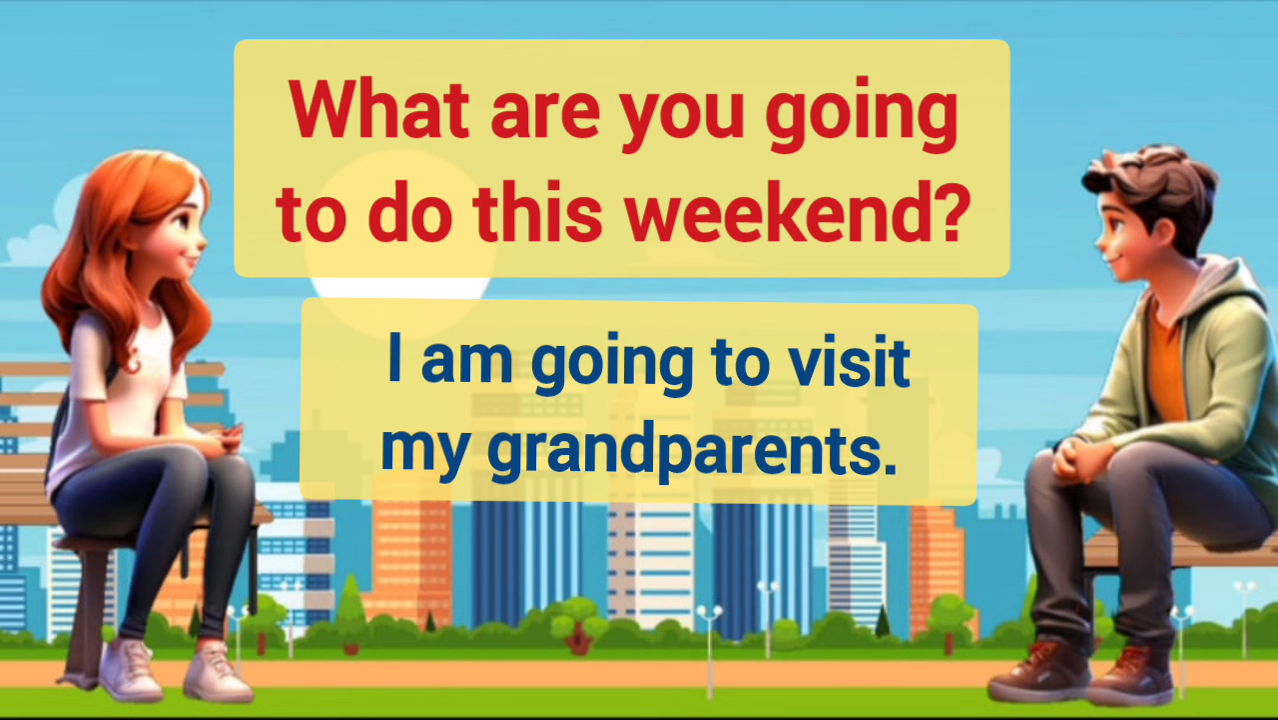 What are you going
to do this weekend?
I am going to visit
my grandparents.